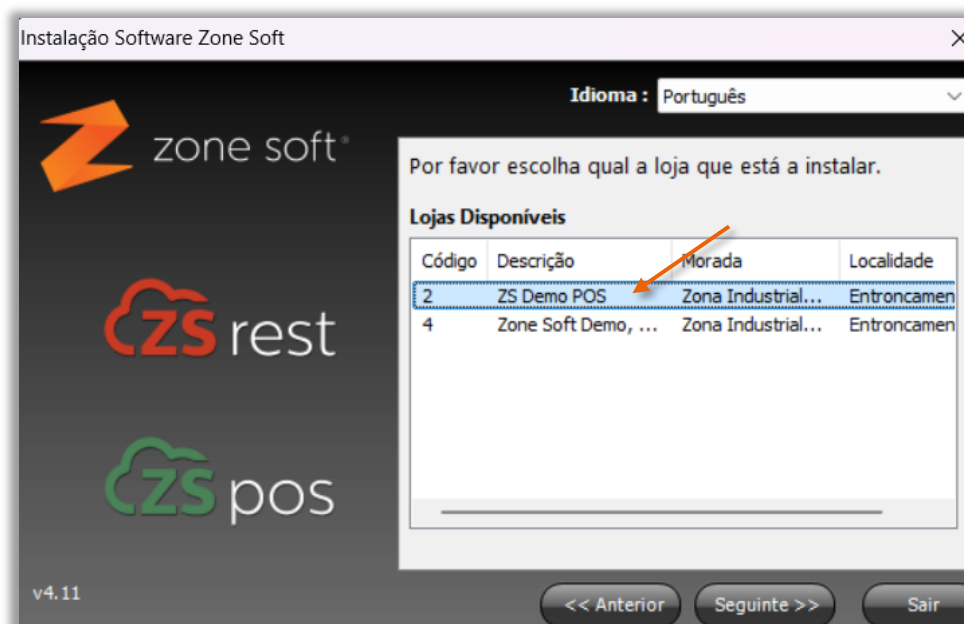 Instalação Software Zone Soft
Idioma : Português
zone soft®
Por favor escolha qual a loja que está a instalar.
Lojas Disponíveis
Código Descrição Morada Localidade
2 ZS Demo POS Zona Industrial... Entroncamen
4 Zone Soft Demo, ... Zona Industrial... Entroncamen
ZS rest
ZS pos
v4.11
<< Anterior Seguinte >> Sair